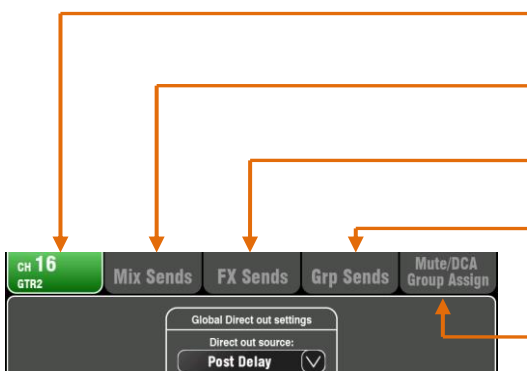 CH 16
GTR2
Mix Sends
FX Sends
Grp Sends
Mute/DCA
Group Assign
Global Direct out settings
Direct out source:
Post Delay